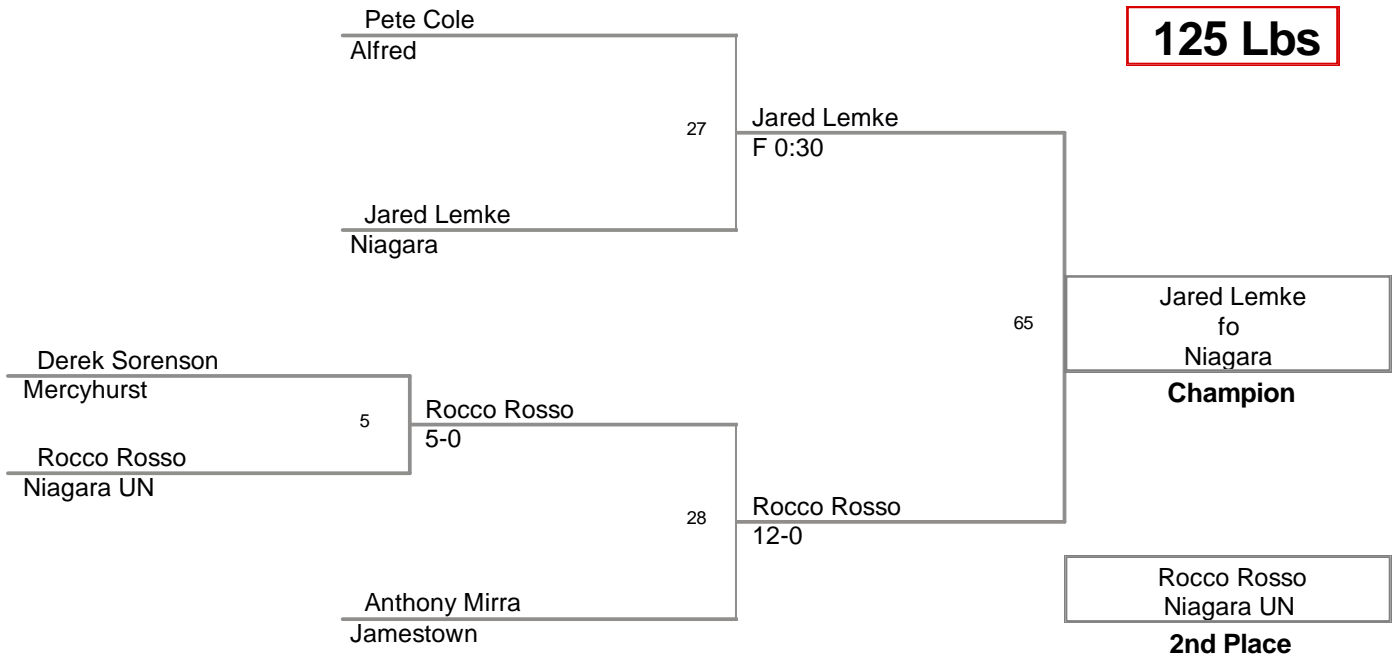 Pete Cole
Alfred
125 Lbs
27
Jared Lemke
F 0:30
Jared Lemke
Niagara
65
Jared Lemke
fo
Niagara
Champion
Derek Sorenson
Mercyhurst
5
Rocco Rosso
5-0
Rocco Rosso
Niagara UN
28
Rocco Rosso
12-0
Anthony Mirra
Jamestown
Rocco Rosso
Niagara UN
2nd Place